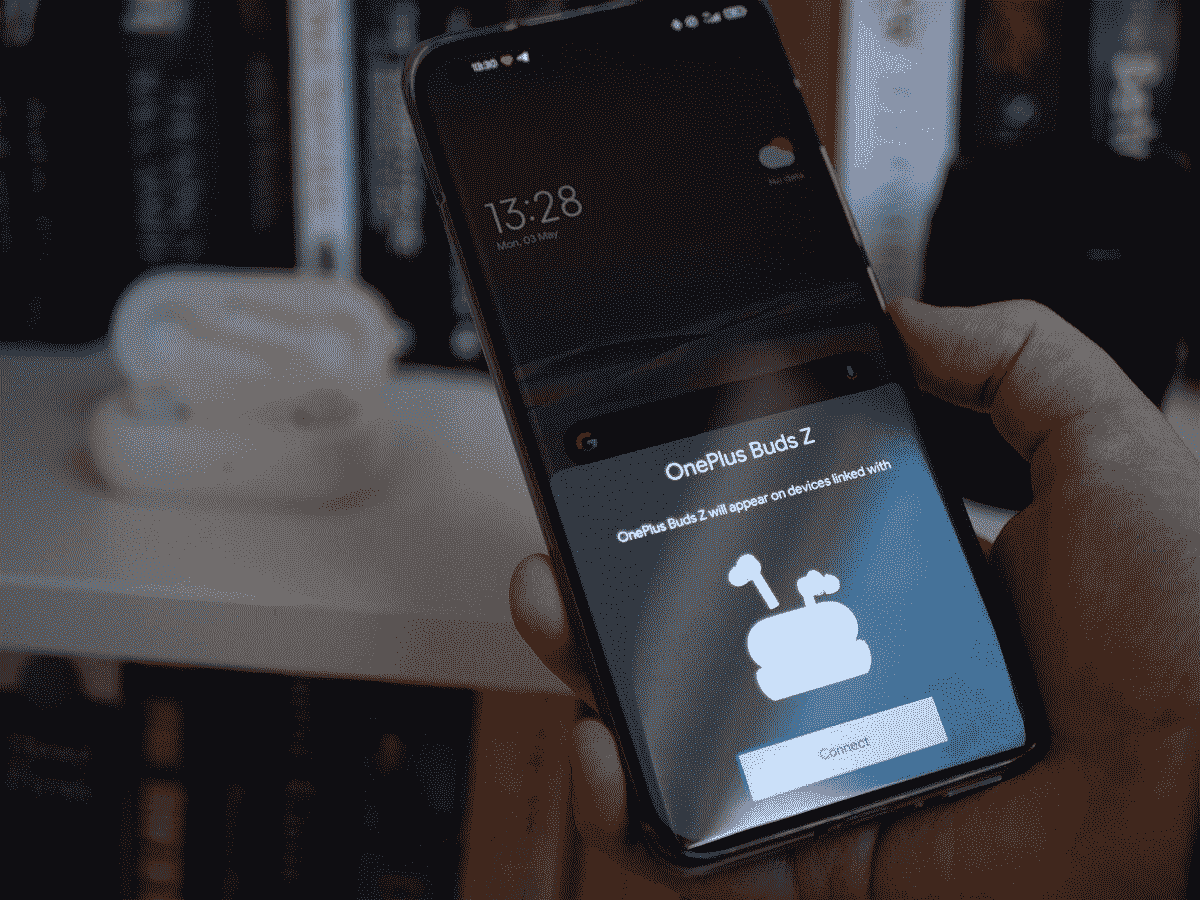 13:30
13:28
Mon, 03 May
No data
G
OnePlus Buds Z
OnePlus Buds Z will appear on devices linked with
Connect